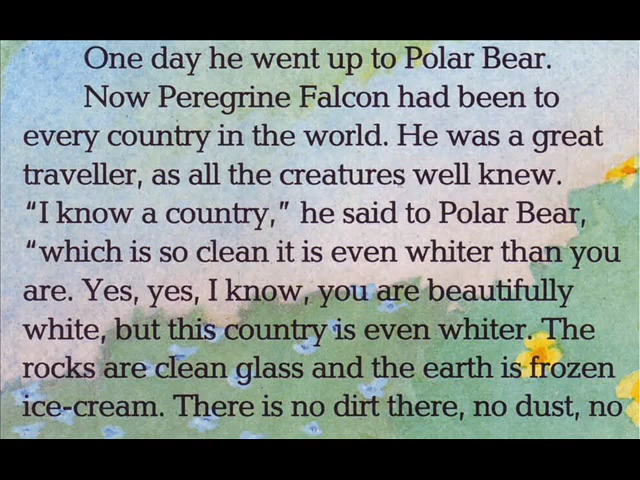 One day he went up to Polar Bear.
Now Peregrine Falcon had been to
every country in the world. He was a great
traveller, as all the creatures well knew.
“I know a country,” he said to Polar Bear,
“which is so clean it is even whiter than you
are. Yes, yes, I know, you are beautifully
white, but this country is even whiter. The
rocks are clean glass and the earth is frozen
ice-cream. There is no dirt there, no dust, no